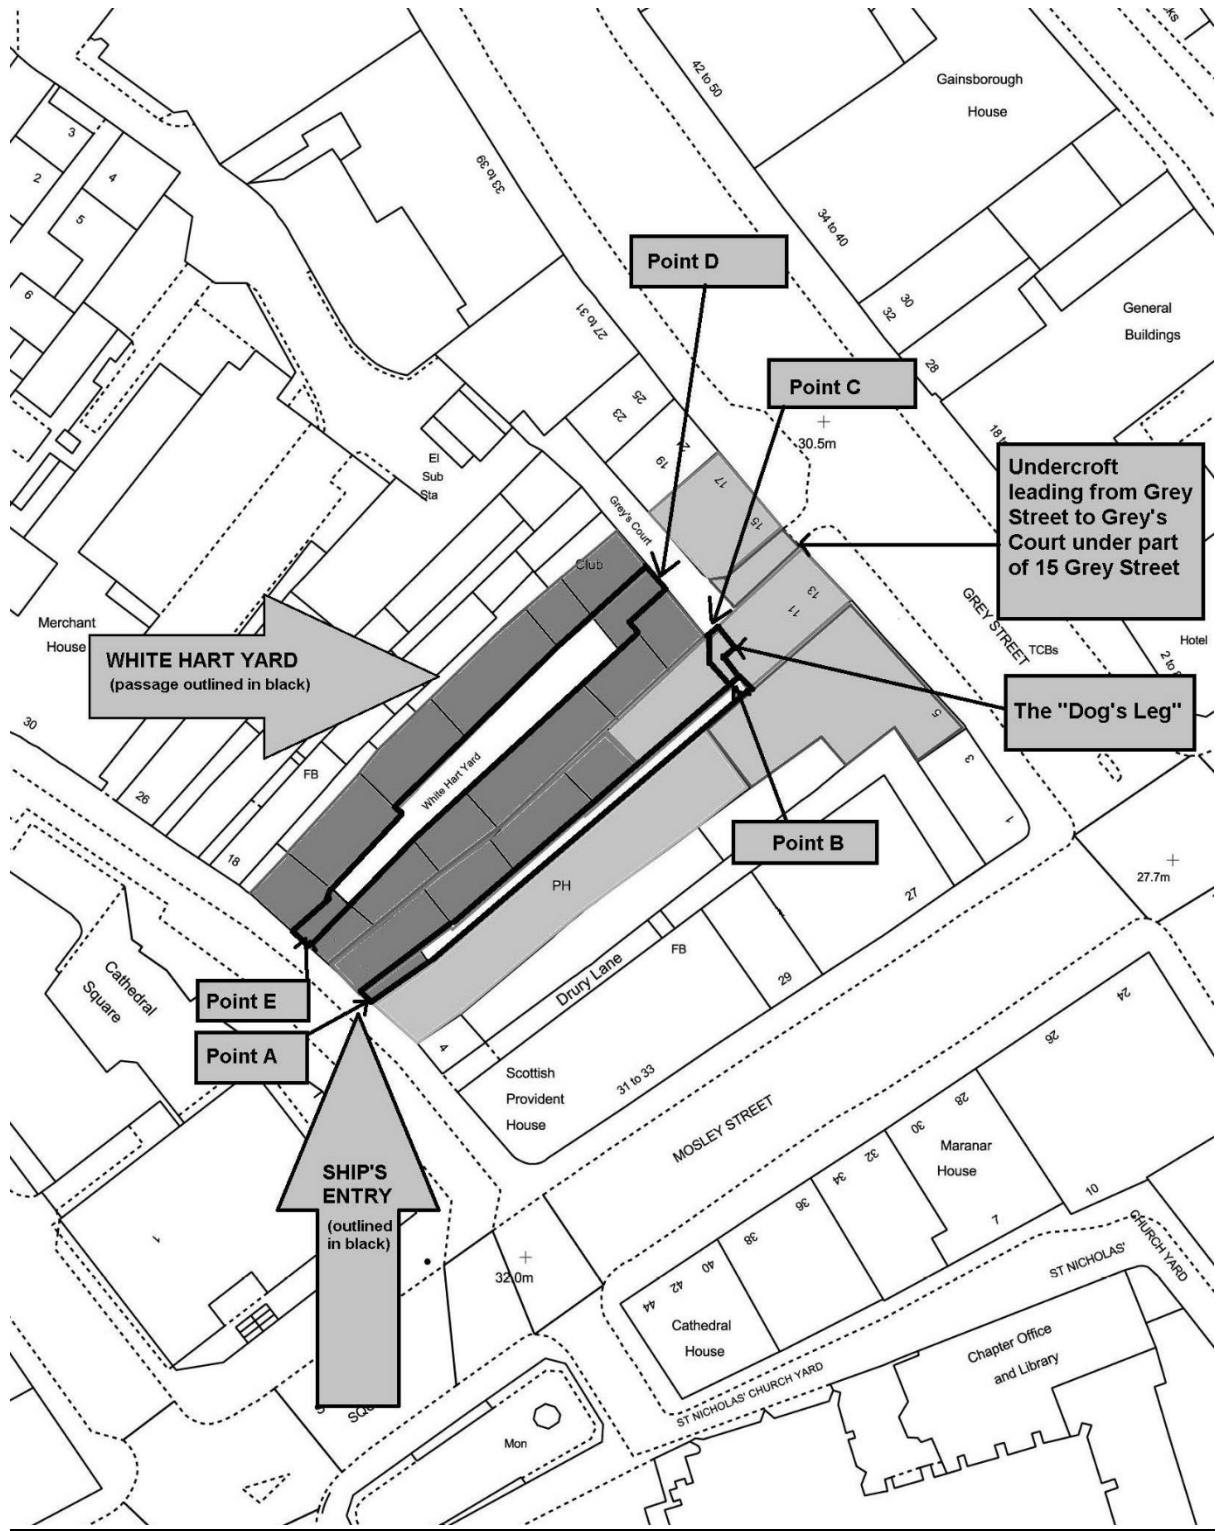 42 to 50
Gainsborough
House
3
2
4
5
6
33 to 39
34 to 40
30
32
General
Buildings
28
Point D
27 to 31
Point C
30.5m
25
23
21
19
17
15
13
11
El
Sub
Sta
Grey's Court
Undercroft
leading from Grey
Street to Grey's
Court under part
of 15 Grey Street
Club
GREY STREET
TCBs
Hotel
Merchant
House
WHITE HART YARD
(passage outlined in black)
The "Dog's Leg"
5
3
1
30
26
18
FB
White Hart Yard
Point B
27.7m
PH
27
29
FB
Drury Lane
Cathedral
Square
Point E
Point A
4
Scottish
Provident
House
31 to 33
MOSLEY STREET
24
26
28
30
32
34
36
38
40
42
44
Maranar
House
7
10
SHIP'S
ENTRY
(outlined
in black)
1
32.0m
Cathedral
House
ST NICHOLAS'
CHURCH YARD
ST NICHOLAS' CHURCH YARD
Chapter Office
and Library
Mon